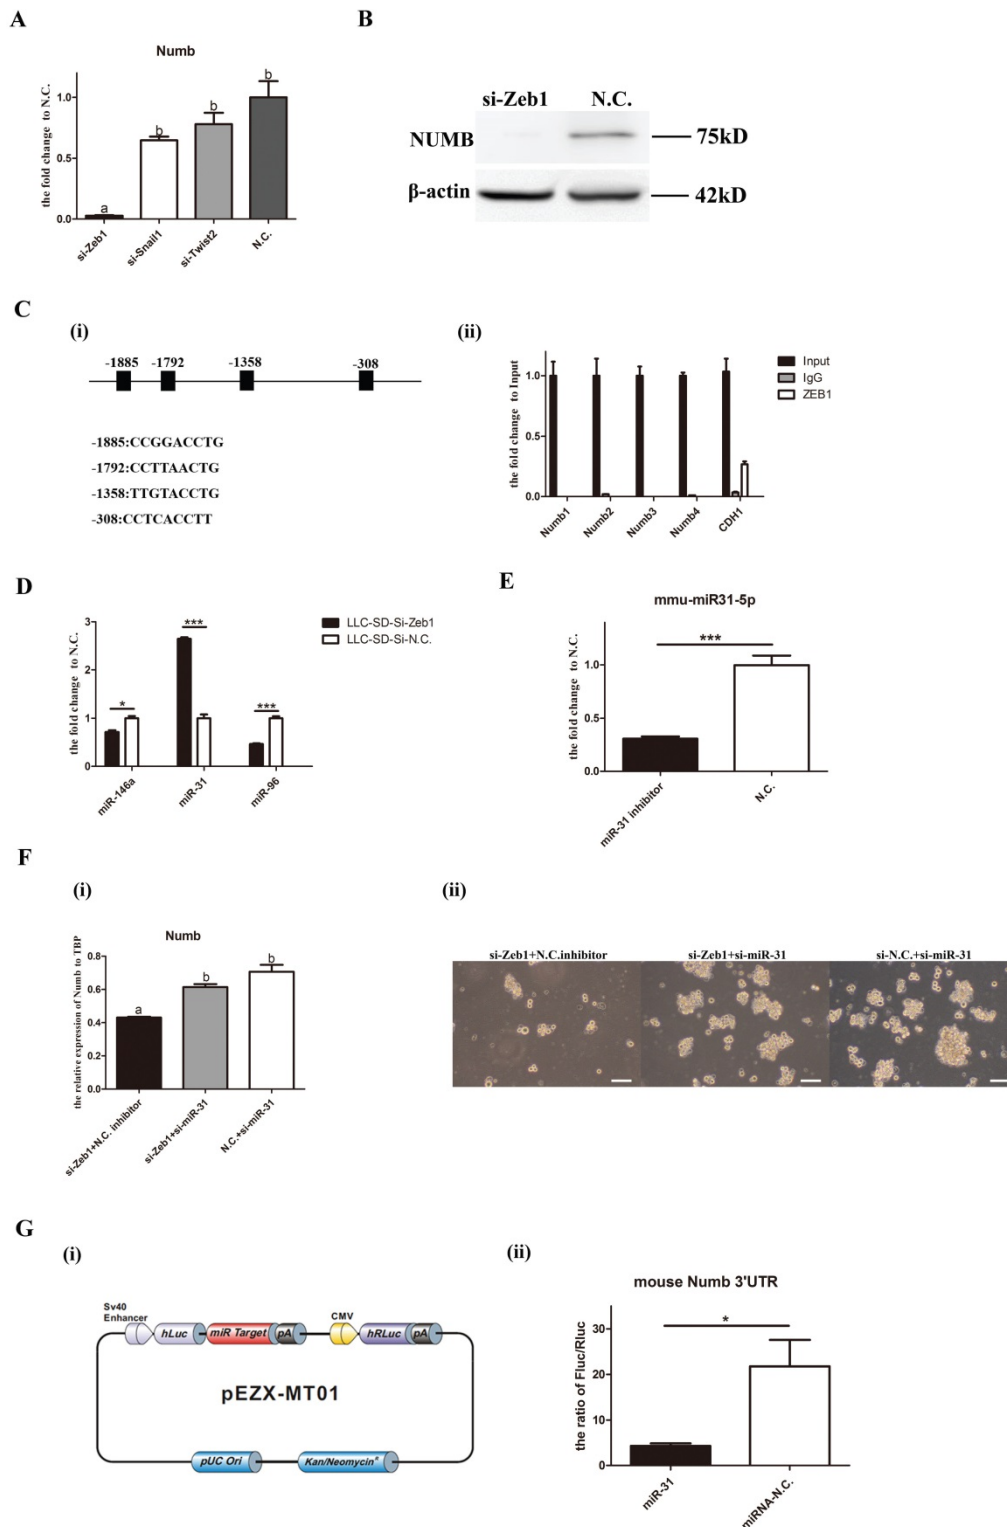 A
Numb
the fold change to N.C.
1.0
0.5
0.0
a
b
b
b
si-Zeb1
si-Snail1
si-Twist2
N.C.
B
si-Zeb1 N.C.
NUMB
75kD
β-actin
42kD
C
(i)
-1885 -1792 -1358 -308
-1885:CCGGACCTG
-1792:CCTTAACTG
-1358:TTGTACCTG
-308:CCTCACCTT
(ii)
the fold change to Input
1.0
0.5
0.0
Numb1
Numb2
Numb3
Numb4
CDH1
Input
IgG
ZEB1
D
the fold change to N.C.
3
2
1
0
*
***
***
miR-146a
miR-31
miR-96
LLC-SD-Si-Zeb1
LLC-SD-Si-N.C.
E
mmu-miR31-5p
the fold change to N.C.
1.0
0.5
0.0
***
miR-31 inhibitor
N.C.
F
(i)
Numb
the relative expression of Numb to TBP
0.8
0.6
0.4
0.2
0.0
a
b
b
si-Zeb1+N.C. inhibitor
si-Zeb1+si-miR-31
N.C.+si-miR-31
(ii)
si-Zeb1+N.C.inhibitor si-Zeb1+si-miR-31 si-N.C.+si-miR-31
G
(i)
Sv40
Enhancer
hLuc
miR Target
pA
CMV
hRLuc
pA
pEZX-MT01
pUC Ori
Kan/Neomycin<sup>R</sup>
(ii)
mouse Numb 3'UTR
the ratio of Fluc/Rluc
30
20
10
0
*
miR-31
miRNA-N.C.